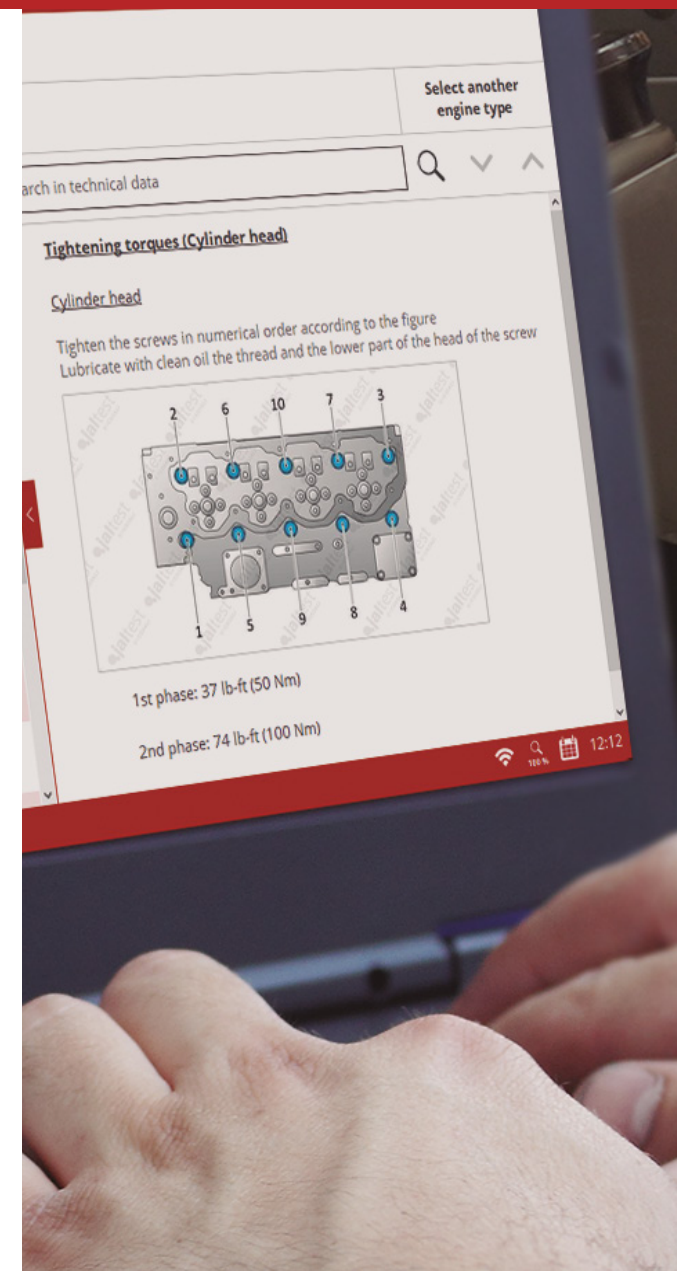 Select another
engine type
arch in technical data
Tightening torques (Cylinder head)
Cylinder head
Tighten the screws in numerical order according to the figure
Lubricate with clean oil the thread and the lower part of the head of the screw
2 6 10 7 3
1 5 9 8 4
jaltest
1st phase: 37 lb-ft (50 Nm)
2nd phase: 74 lb-ft (100 Nm)
100 % 12:12